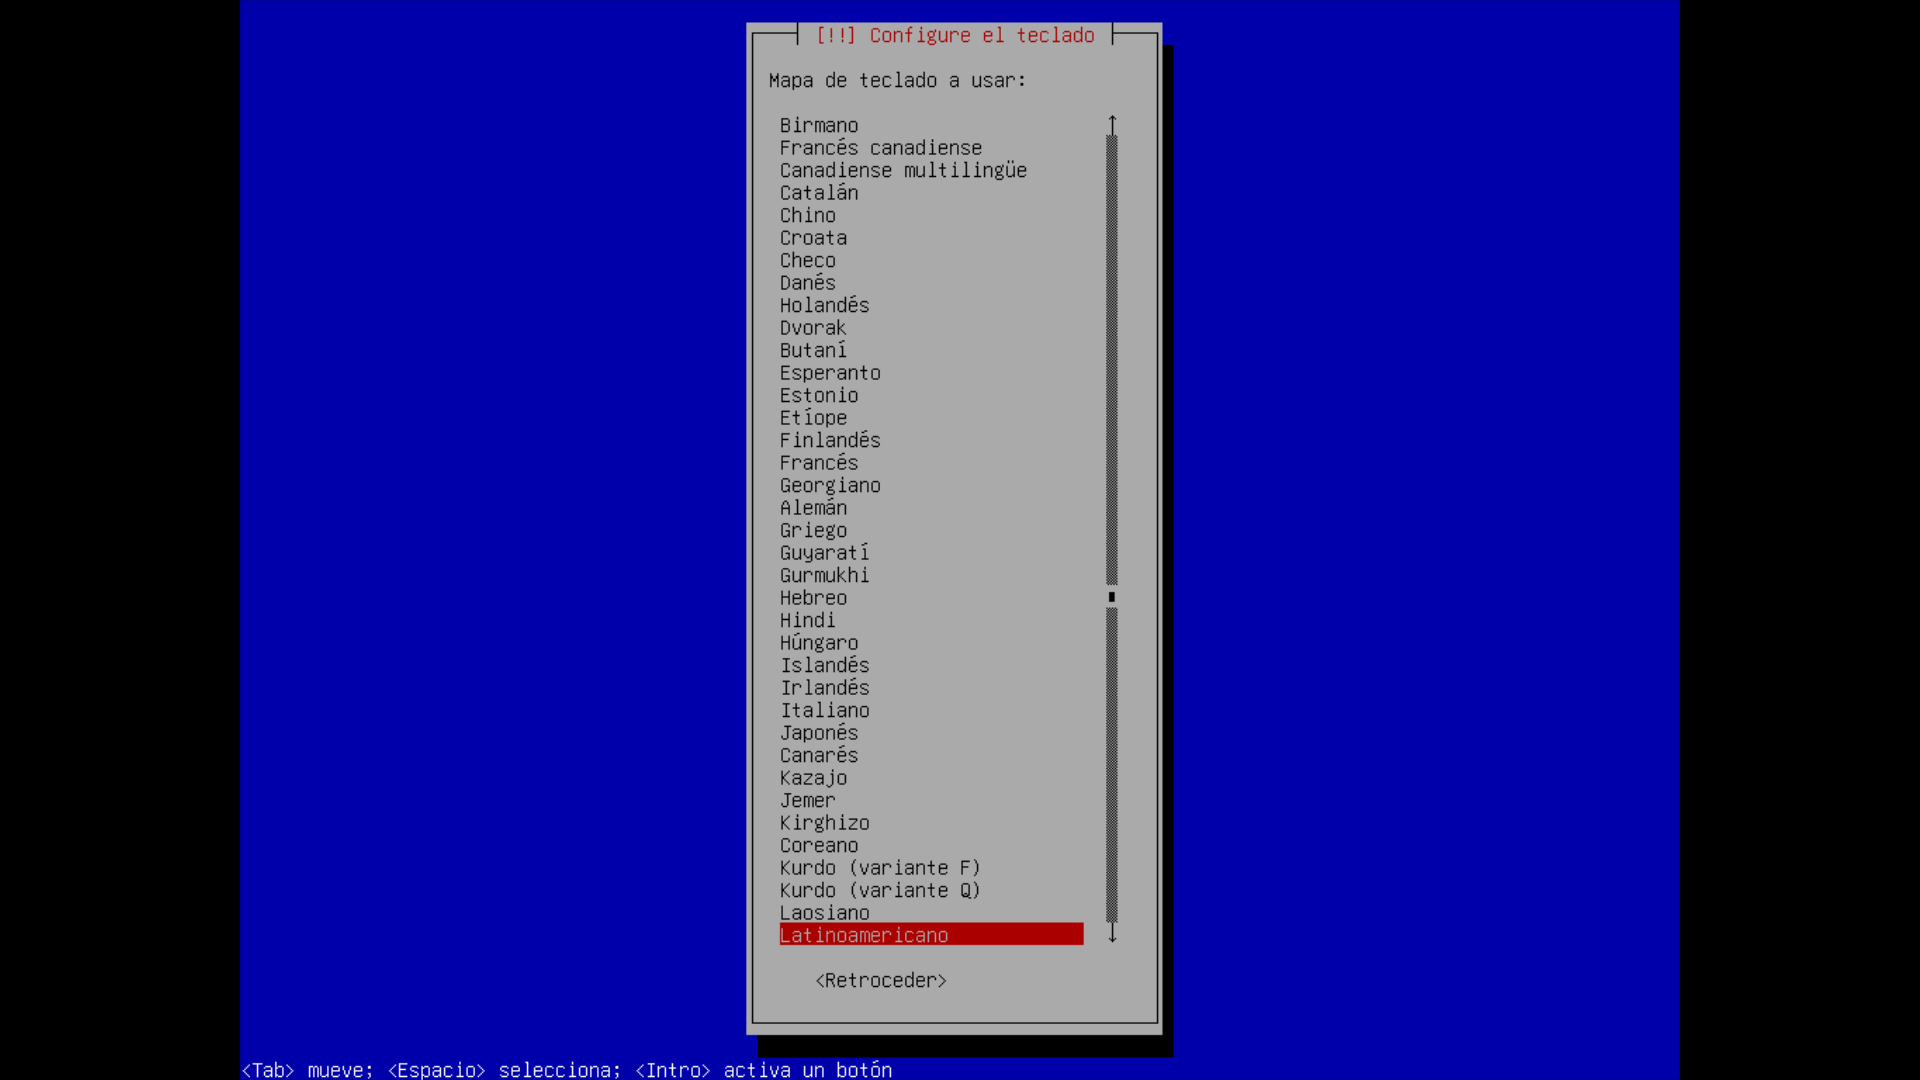 [!!] Configure el teclado
Mapa de teclado a usar:
Birmano
Francés canadiense
Canadiense multilingüe
Catalán
Chino
Croata
Checo
Danés
Holandés
Dvorak
Butaní
Esperanto
Estonio
Etíope
Finlandés
Francés
Georgiano
Alemán
Griego
Guyaratí
Gurmukhi
Hebreo
Hindi
Húngaro
Islandés
Irlandés
Italiano
Japonés
Canarés
Kazajo
Jemer
Kirghizo
Coreano
Kurdo (variante F)
Kurdo (variante Q)
Laosiano
Latinoamericano
<Retroceder>
<Tab> mueve; <Espacio> selecciona; <Intro> activa un botón